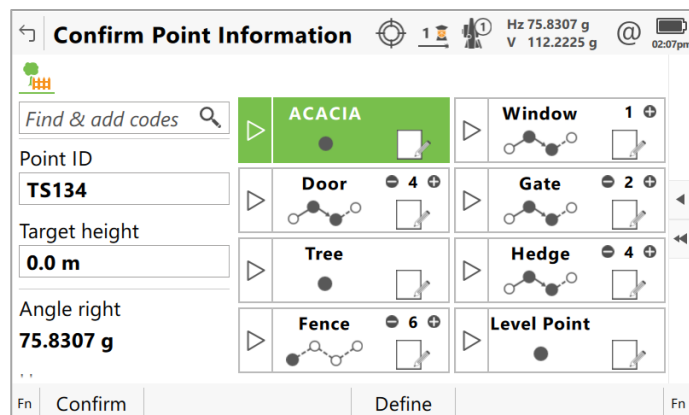 Confirm Point Information
1
1
Hz 75.8307 g
V 112.2225 g
@
02:07pm
Find & add codes
Point ID
TS134
Target height
0.0 m
Angle right
75.8307 g
ACACIA
Window 1
Door 4
Gate 2
Tree
Hedge 4
Fence 6
Level Point
Fn Confirm Define Fn